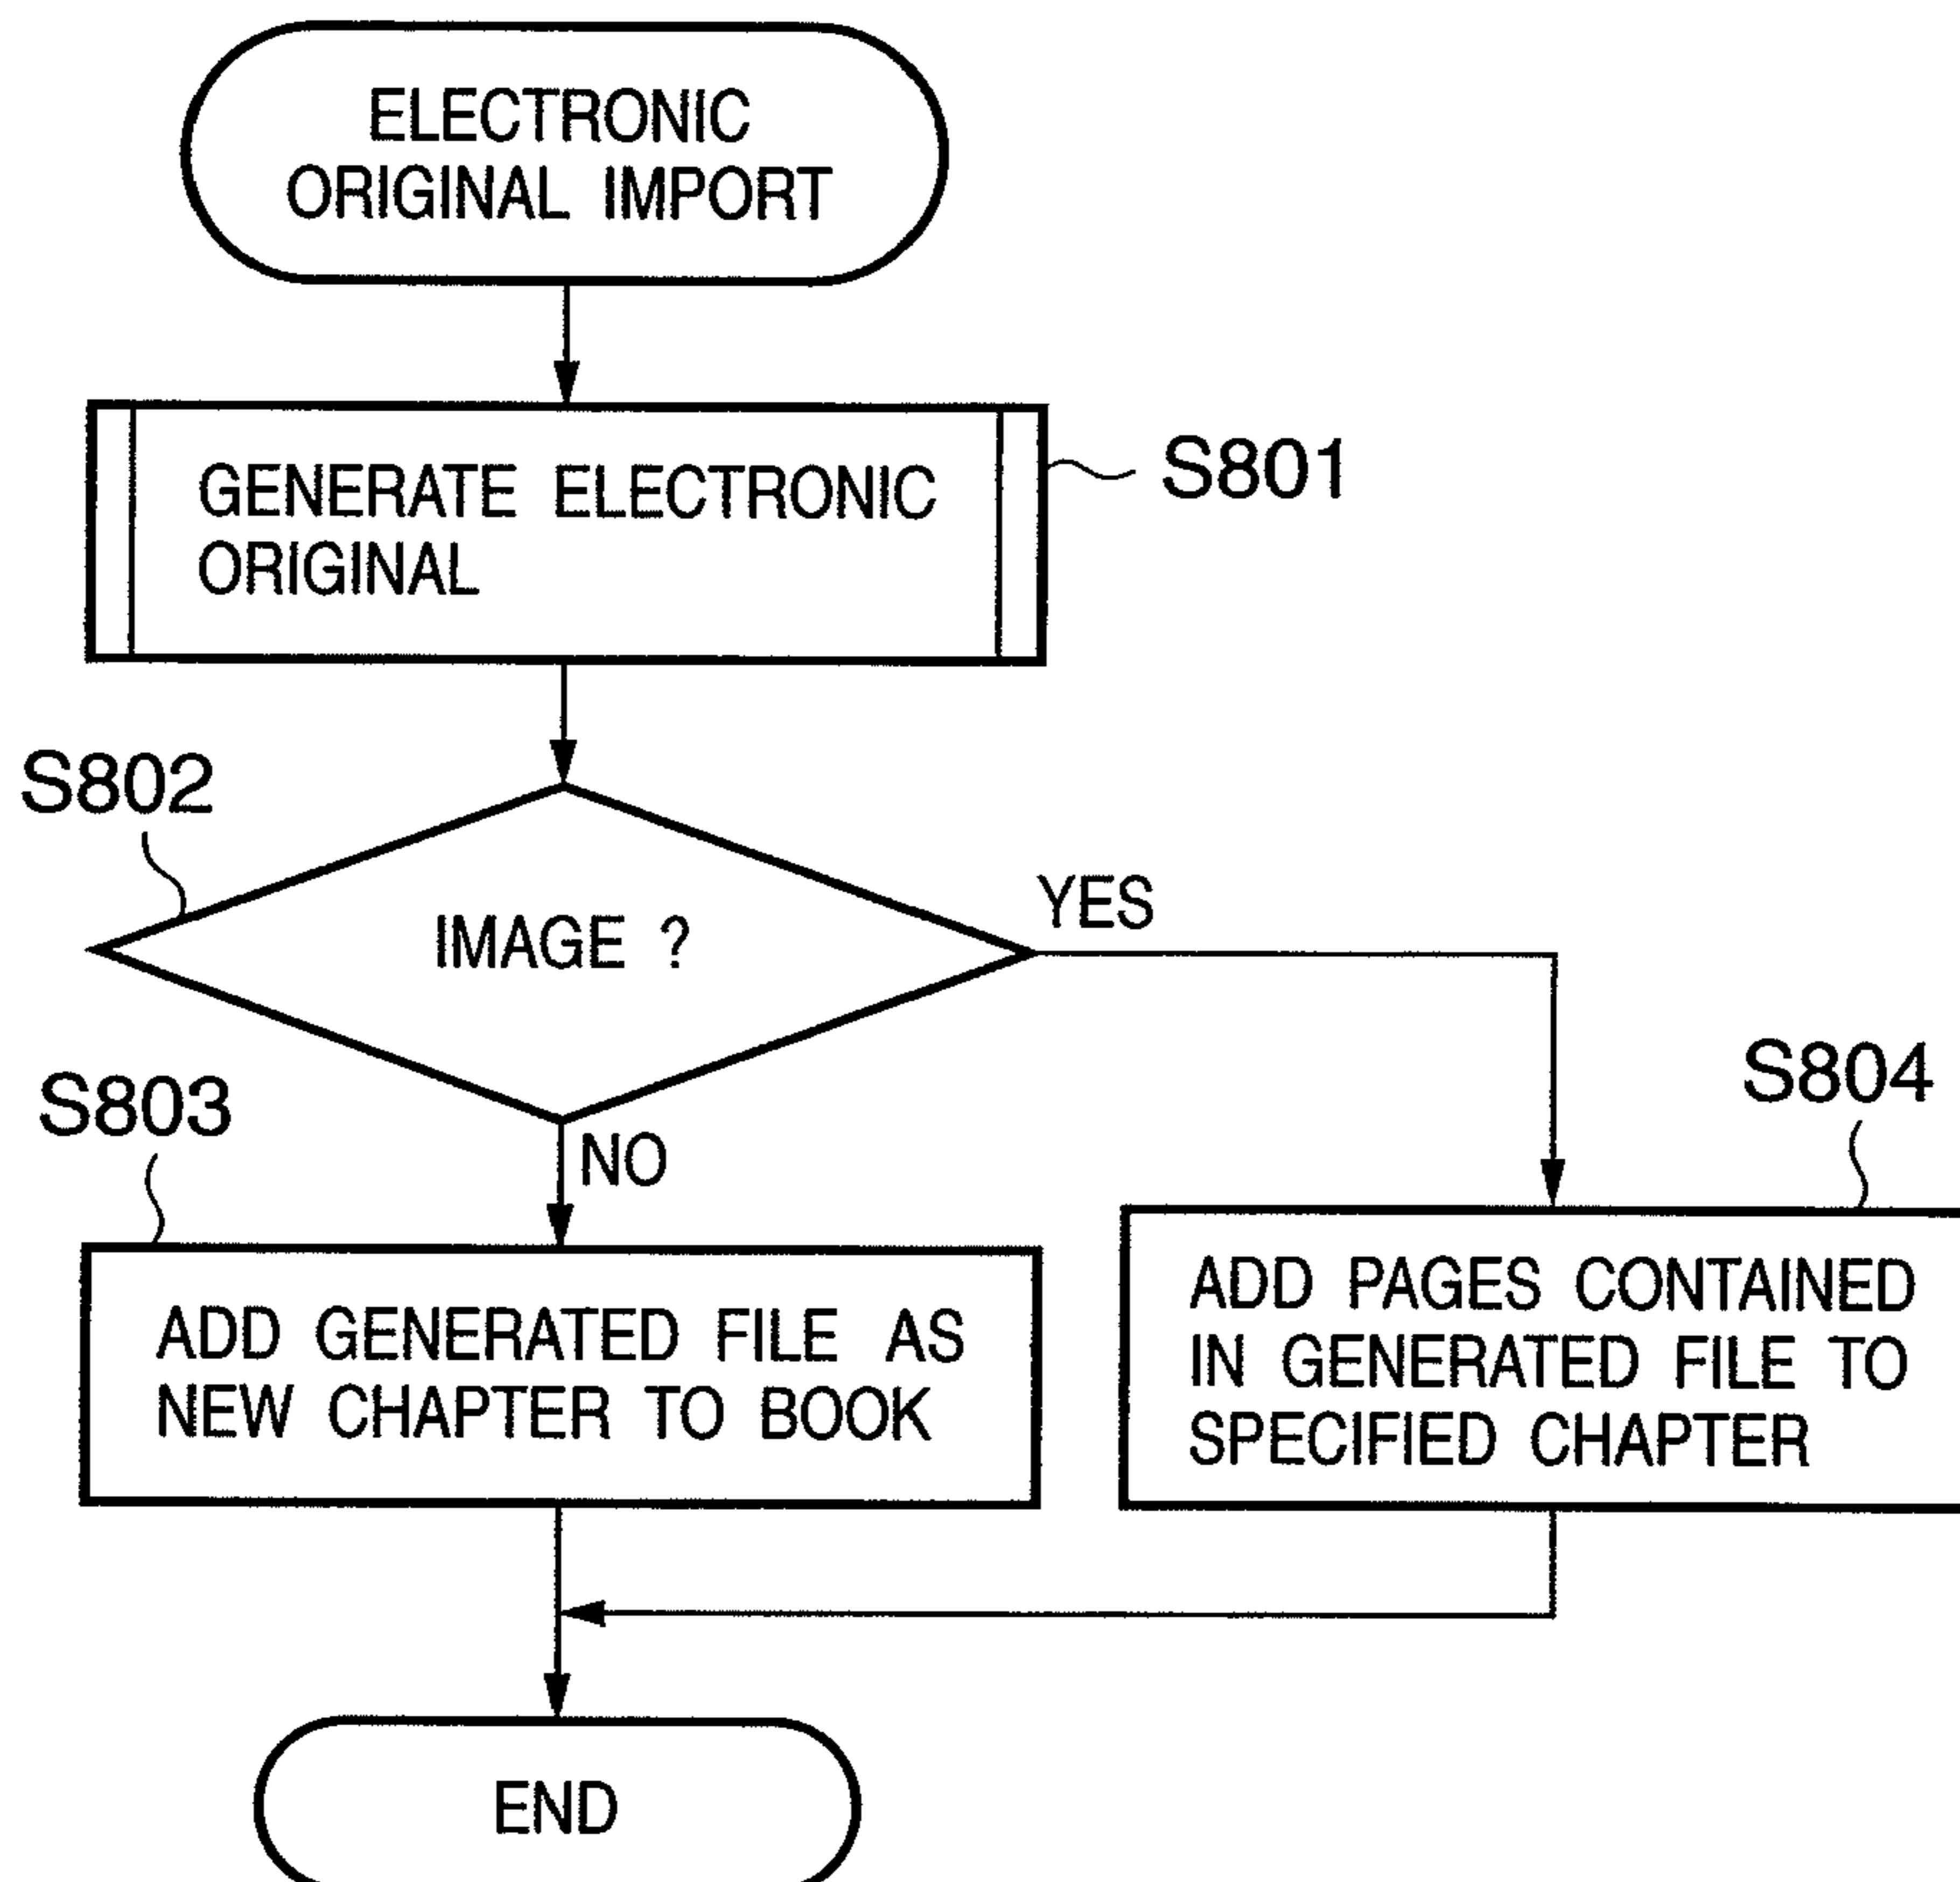 ELECTRONIC
ORIGINAL IMPORT
GENERATE ELECTRONIC
ORIGINAL
S801
S802
IMAGE ?
YES
NO
S803
ADD GENERATED FILE AS
NEW CHAPTER TO BOOK
S804
ADD PAGES CONTAINED
IN GENERATED FILE TO
SPECIFIED CHAPTER
END